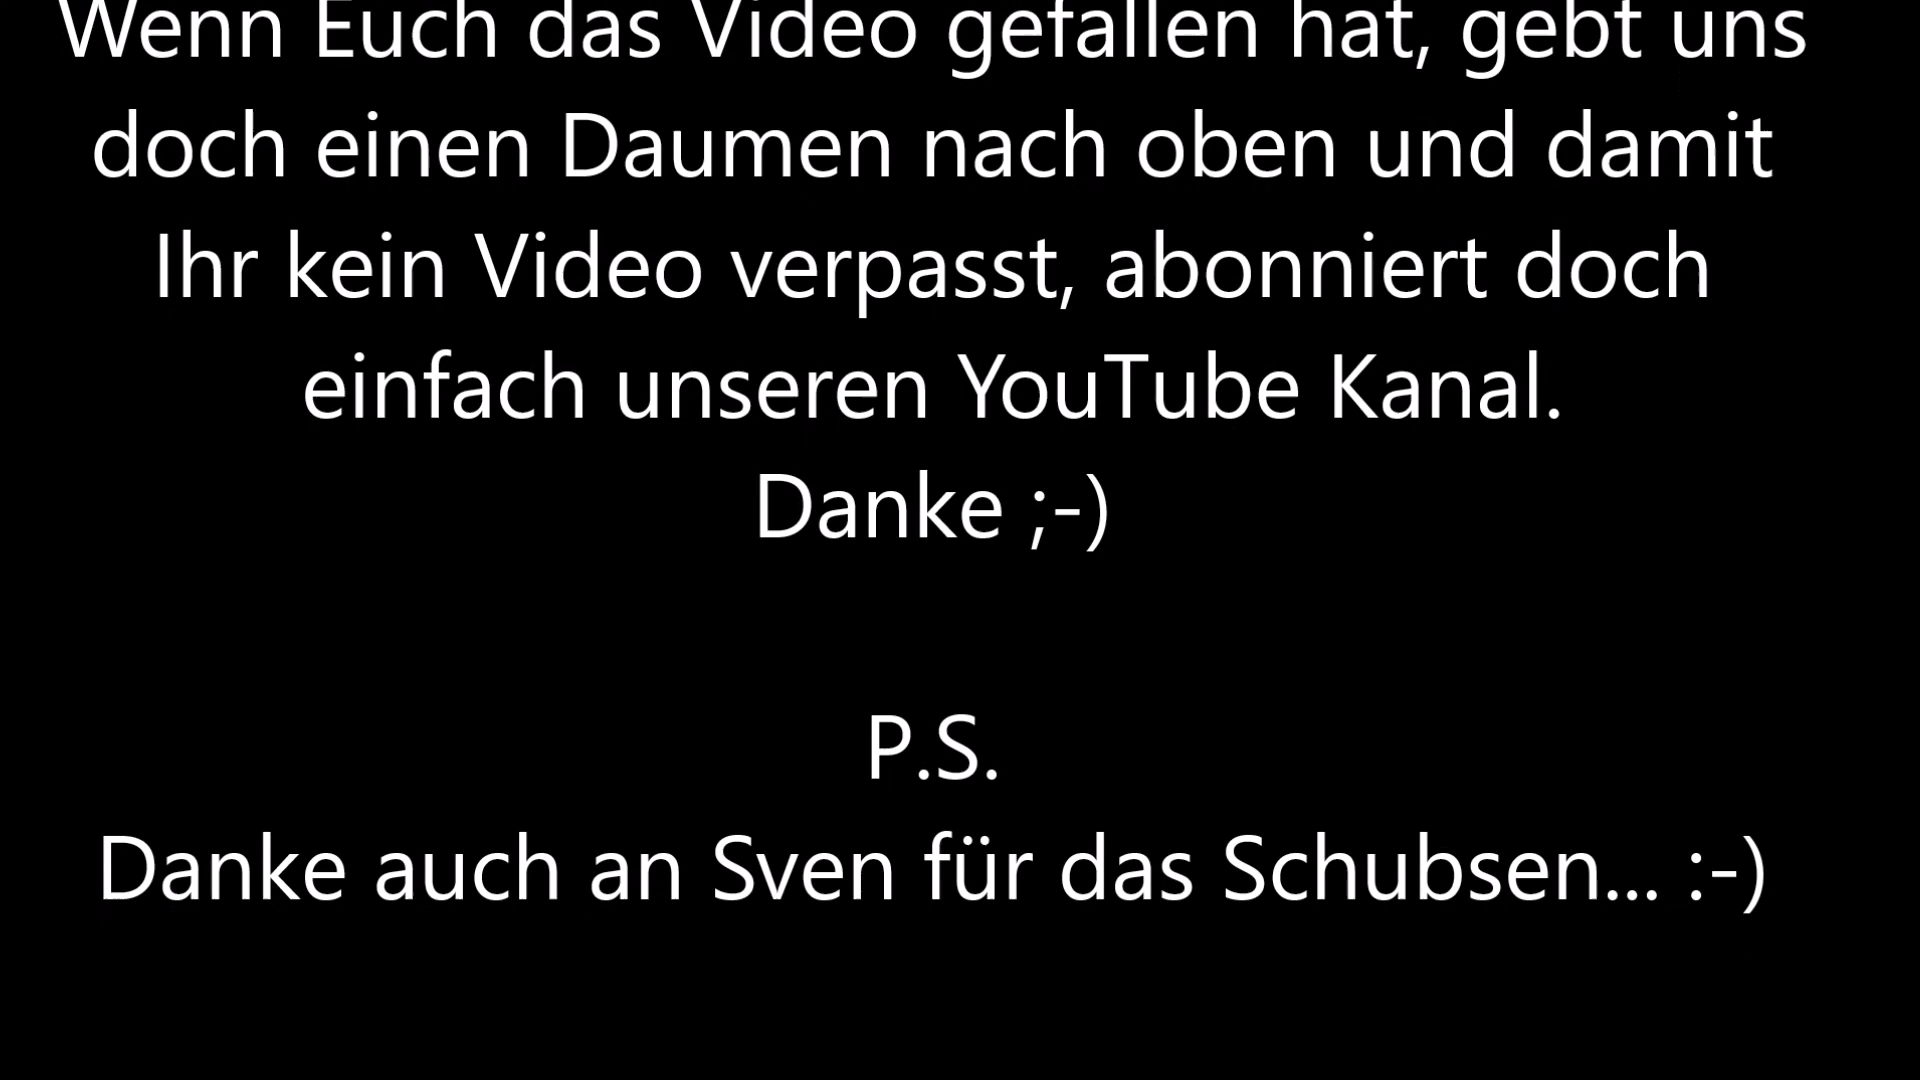 Wenn Euch das Video gefallen hat, gebt uns
doch einen Daumen nach oben und damit
Ihr kein Video verpasst, abonniert doch
einfach unseren YouTube Kanal.
Danke ;-)
P.S.
Danke auch an Sven für das Schubsen... :-)